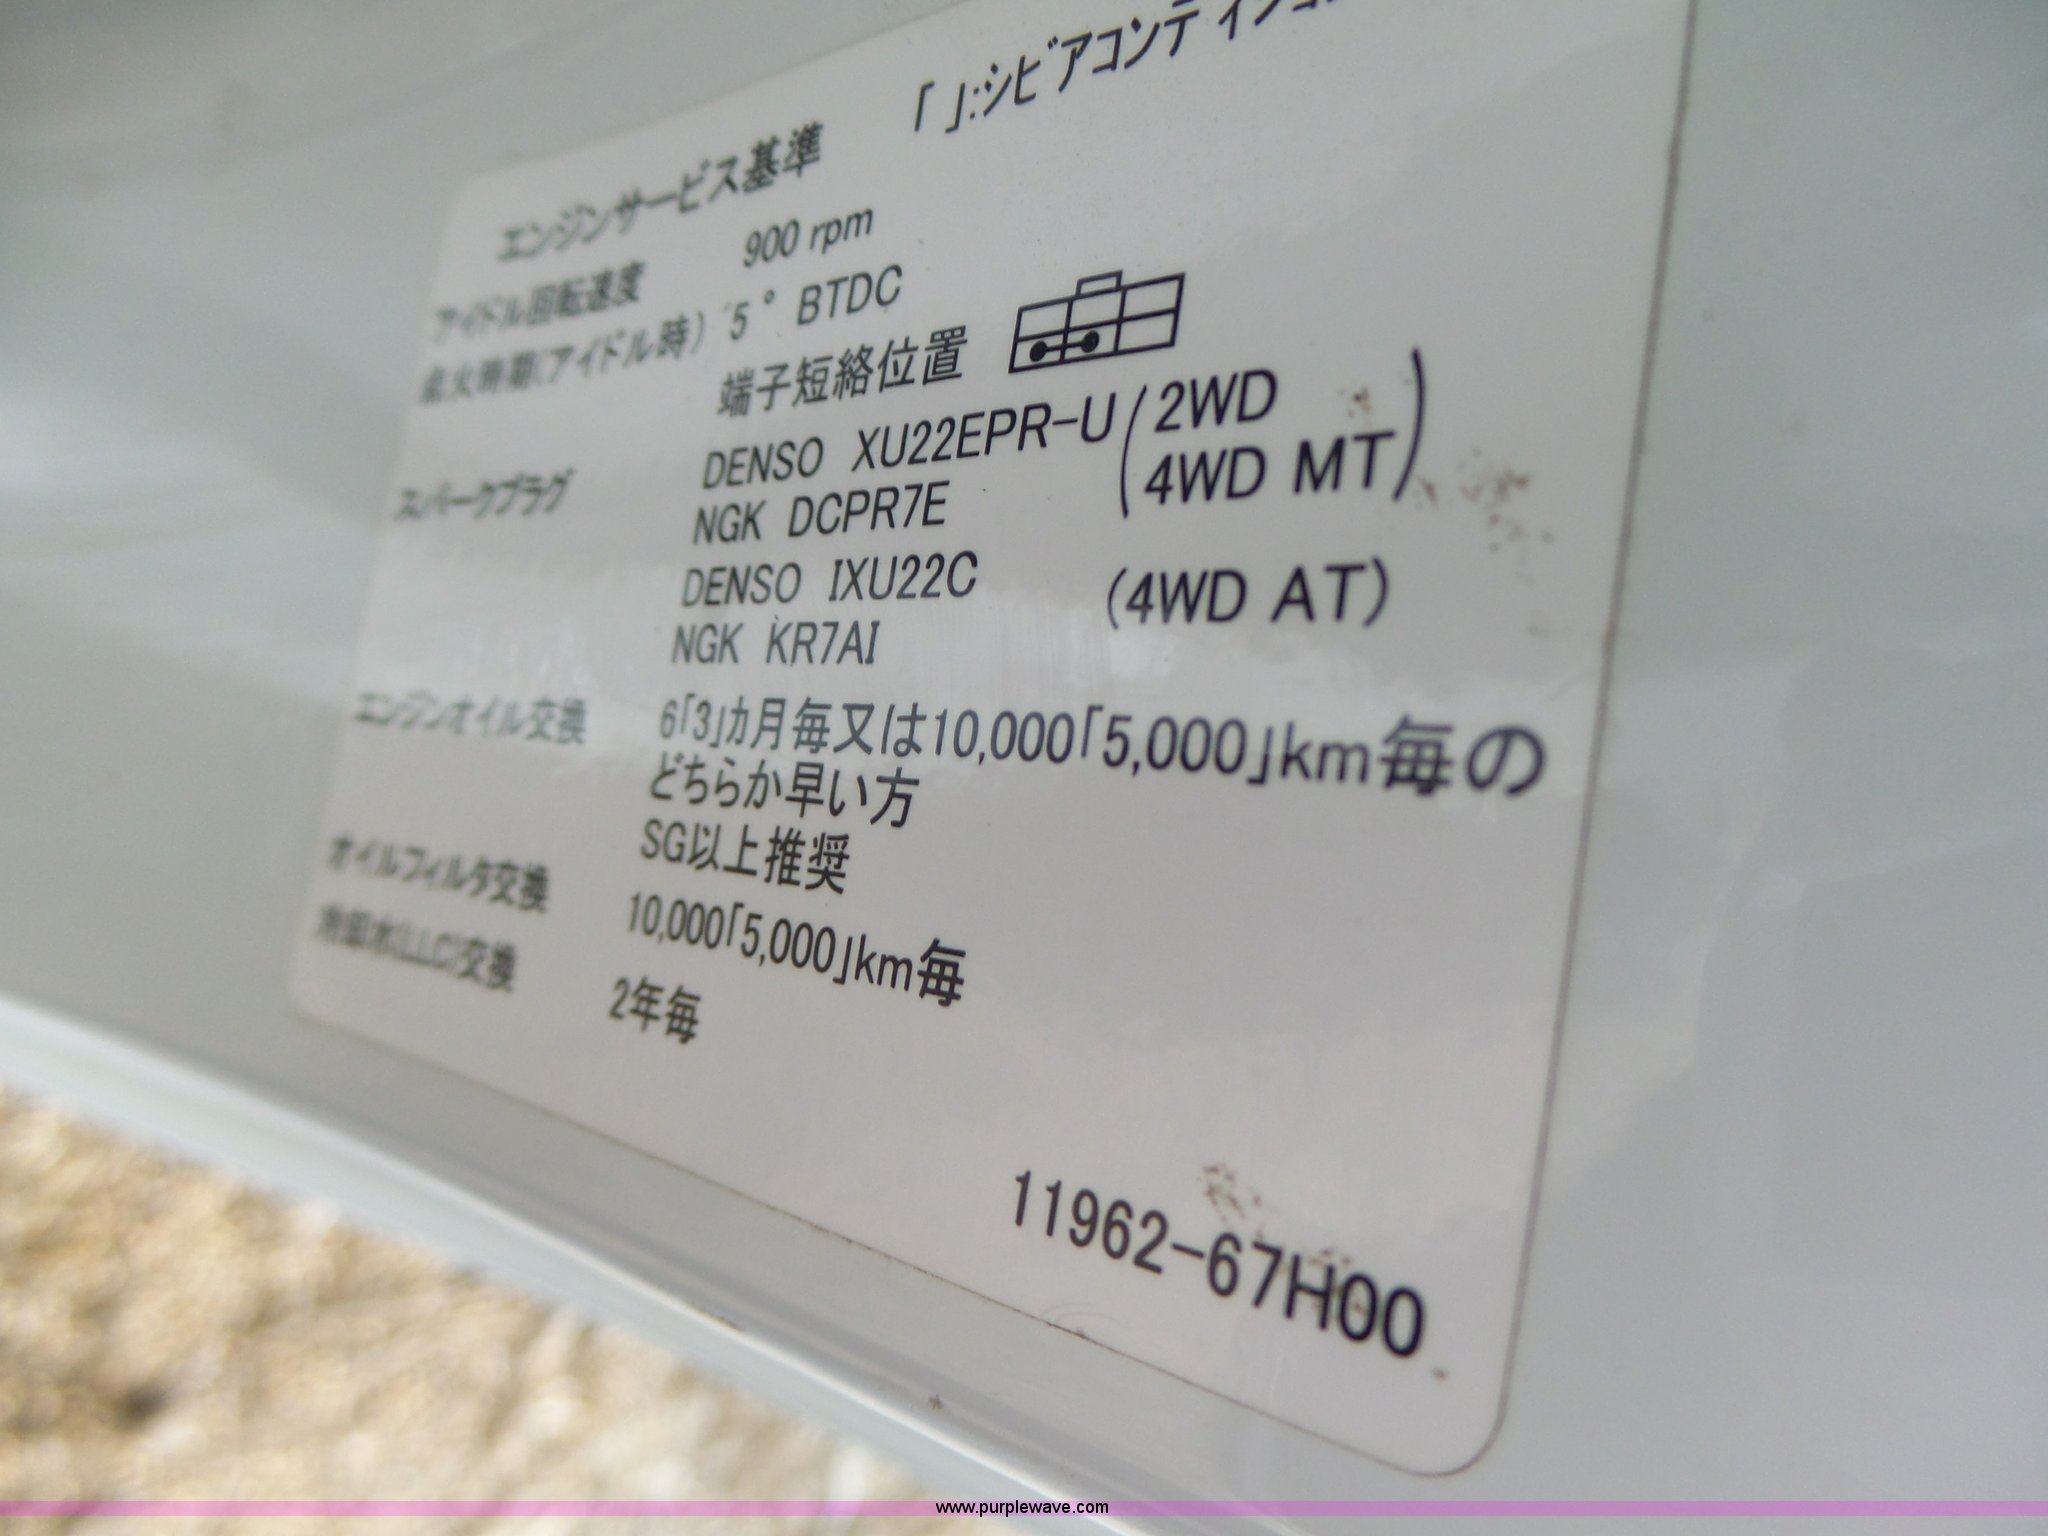 エンジンサービス基準 「 」:シビアコンディション
アイドル回転速度 900 rpm
点火時期(アイドル時) 5° BTDC
端子短絡位置
スパークプラグ DENSO XU22EPR-U (2WD
NGK DCPR7E 4WD MT)
DENSO IXU22C (4WD AT)
NGK KR7AI
エンジンオイル交換 6「3」カ月毎又は10,000「5,000」km毎の
どちらか早い方
SG以上推奨
オイルフィルタ交換 10,000「5,000」km毎
冷却水(LLC)交換 2年毎
11962-67H00
www.purplewave.com